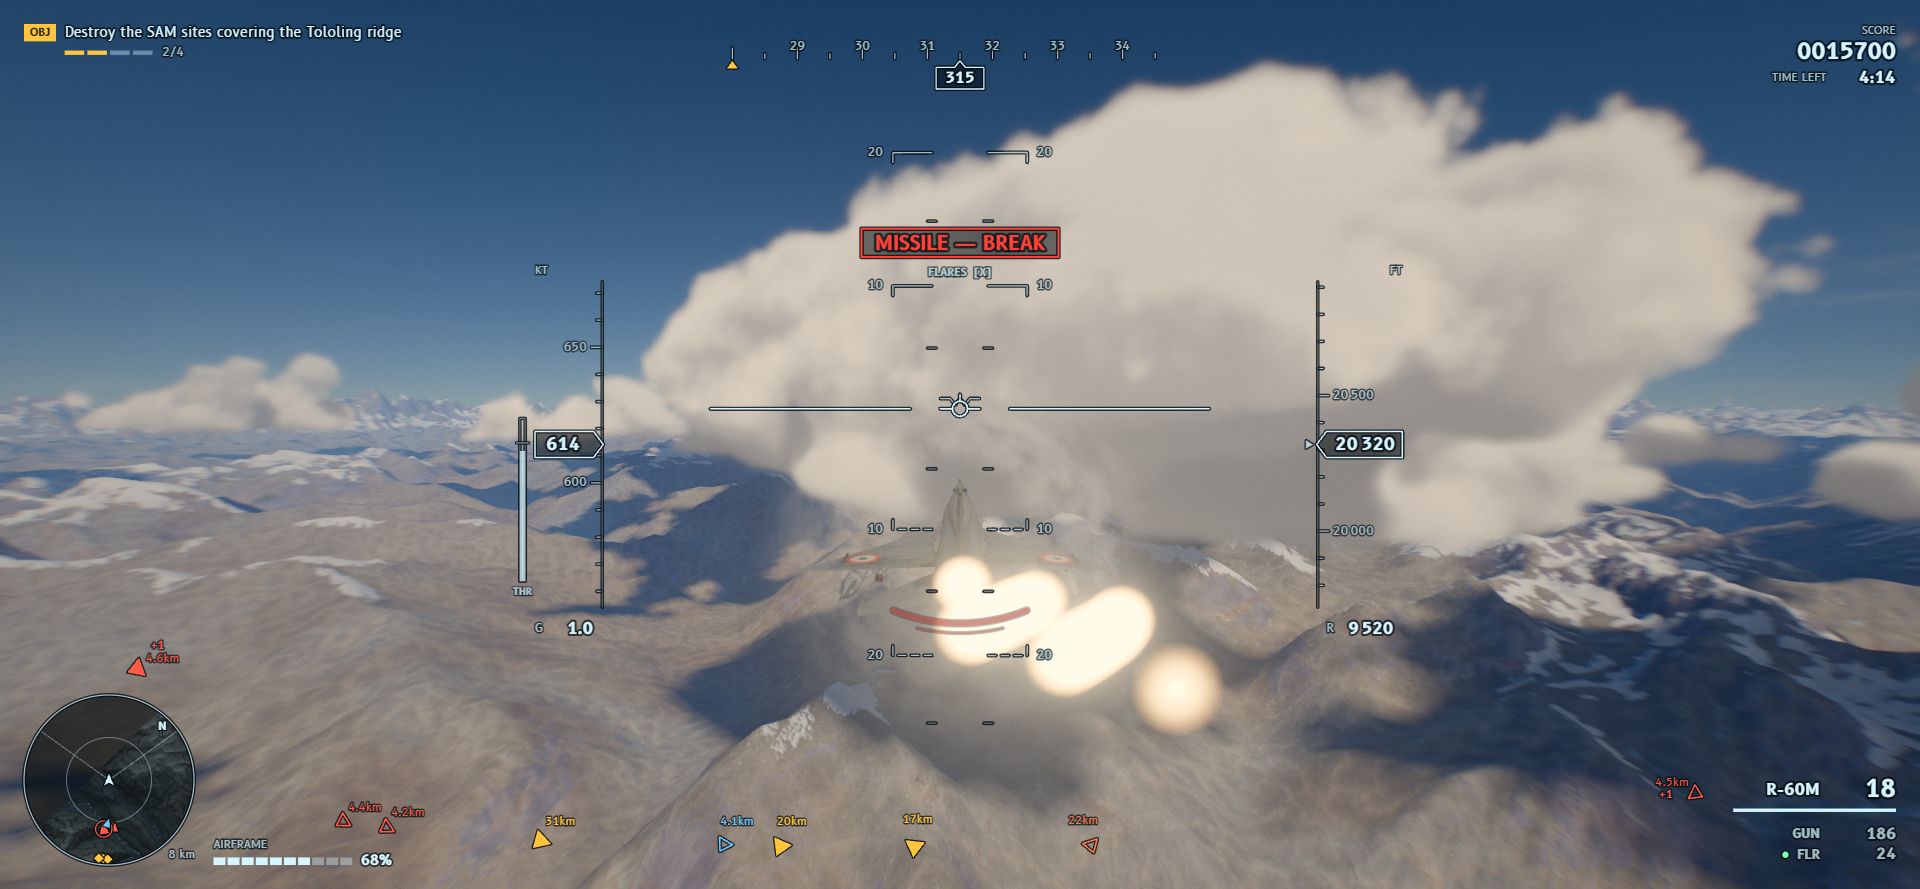 OBJ Destroy the SAM sites covering the Tololing ridge
2/4
29 30 31 32 33 34
315
SCORE
0015700
TIME LEFT 4:14
20 20
MISSILE — BREAK
FLARES [X]
10 10
KT
FT
650
20 500
614
20 320
600
20 000
10 10
THR
G 1.0
R 9 520
20 20
+1
4.6km
N
8 km
4.4km
4.2km
31km
4.1km
20km
17km
22km
4.5km
+1
AIRFRAME
68%
R-60M 18
GUN 186
FLR 24